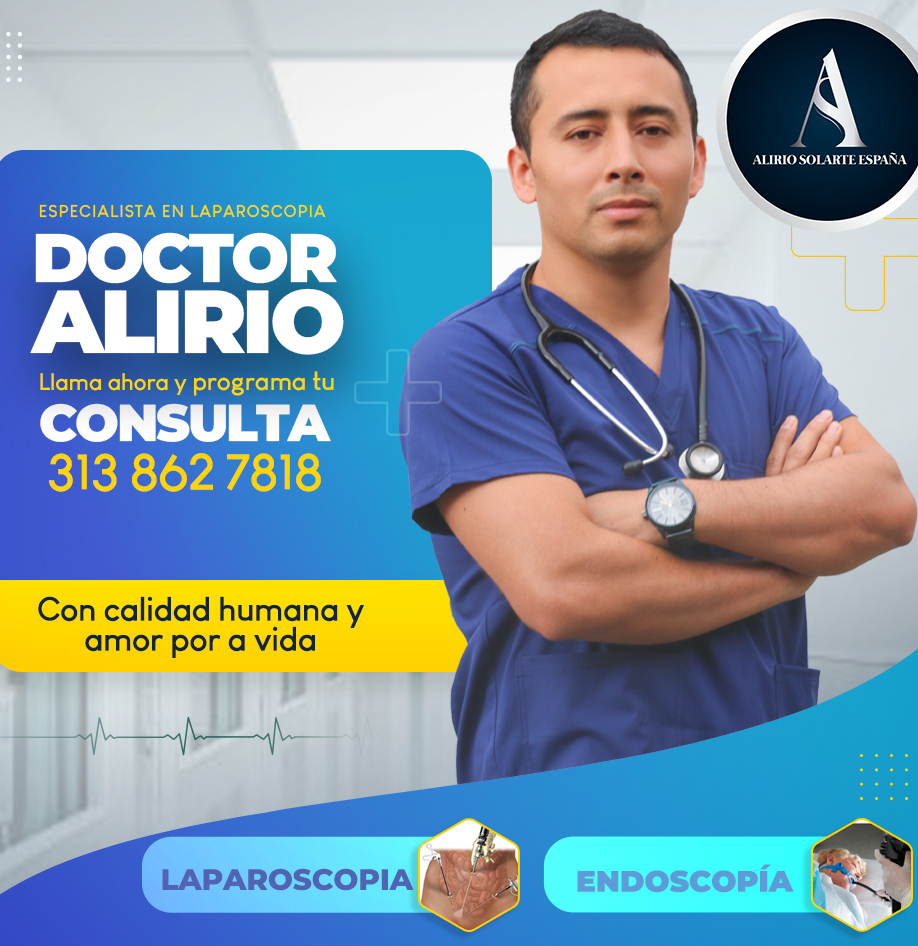 ALIRIO SOLARTE ESPAÑA
ESPECIALISTA EN LAPAROSCOPIA
DOCTOR
ALIRIO
Llama ahora y programa tu
CONSULTA
313 862 7818
Con calidad humana y
amor por a vida
LAPAROSCOPIA
ENDOSCOPÍA